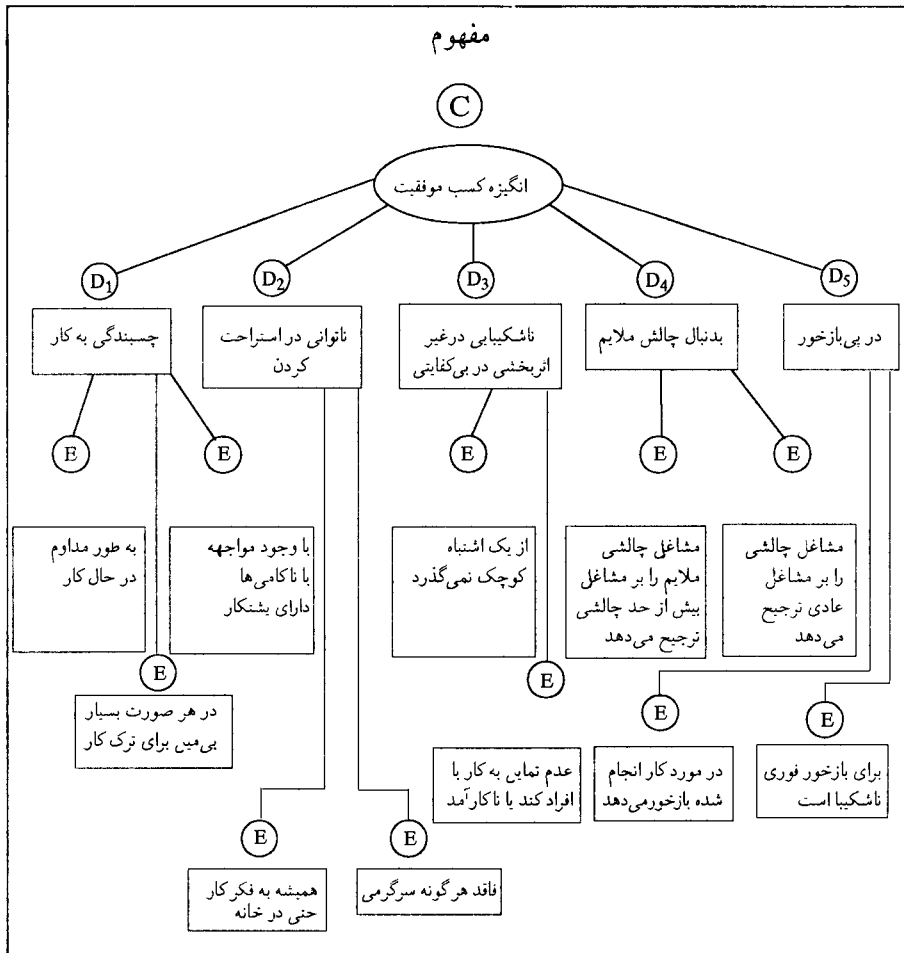 مفهوم
C
انگیزه کسب موفقیت
D1
D2
D3
D4
D5
چسبندگی به کار
ناتوانی در استراحت
کردن
ناشکیبایی درغیر
اثربخشی در بی‌کفایتی
بدنبال چالش ملایم
در پی‌بازخور
E
E
E
E
E
به طور مداوم
در حال کار
با وجود مواجهه
با ناکامی‌ها
دارای پشتکار
از یک اشتباه
کوچک نمی‌گذرد
مشاغل چالشی
ملایم را بر مشاغل
بیش از حد چالشی
ترجیح می‌دهد
مشاغل چالشی
را بر مشاغل
عادی ترجیح
می‌دهد
E
در هر صورت بسیار
بی‌میل برای ترک کار
E
عدم تمایل به کار با
افراد کند یا ناکارآمد
E
در مورد کار انجام
شده بازخورمی‌دهد
E
برای بازخور فوری
ناشکیبا است
E
همیشه به فکر کار
حتی در خانه
E
فاقد هرگونه سرگرمی